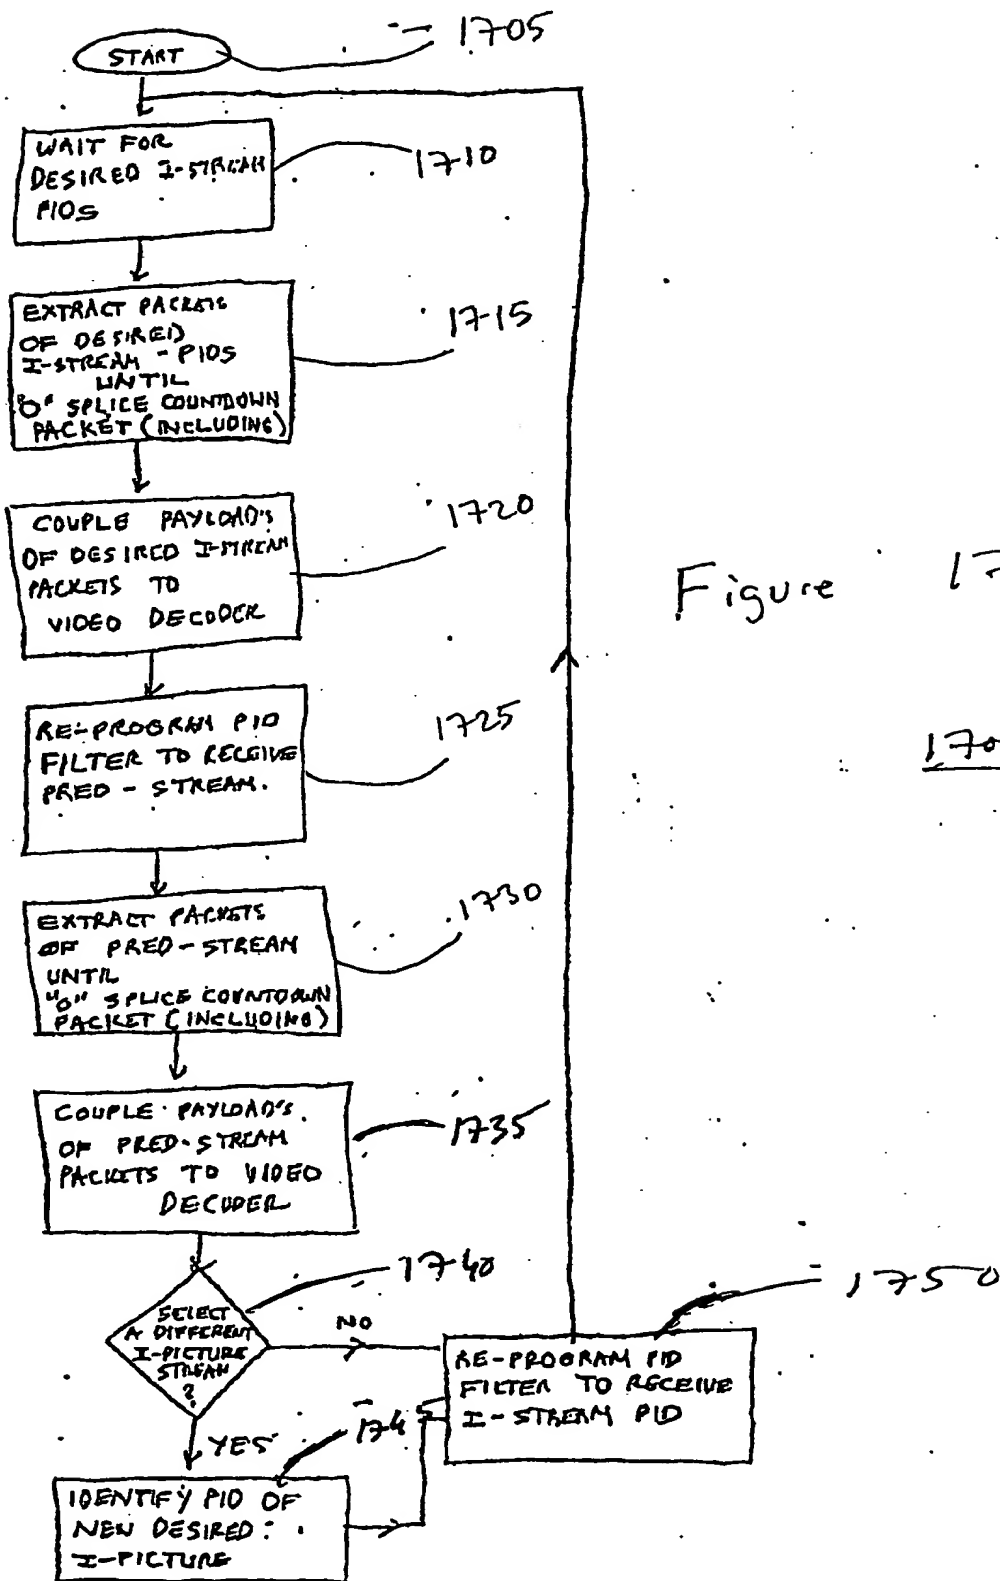 1705
START
WAIT FOR
DESIRED I-STREAM
PIDS
1710
EXTRACT PACKETS
OF DESIRED
I-STREAM - PIDS
UNTIL
"0" SPLICE COUNTDOWN
PACKET (INCLUDING)
1715
COUPLE PAYLOAD'S
OF DESIRED I-STREAM
PACKETS TO
VIDEO DECODER
1720
Figure 17
170
RE-PROGRAM PID
FILTER TO RECEIVE
PRED - STREAM.
1725
EXTRACT PACKETS
OF PRED - STREAM
UNTIL
"0" SPLICE COUNTDOWN
PACKET (INCLUDING)
1730
COUPLE PAYLOAD'S
OF PRED-STREAM
PACKETS TO VIDEO
DECODER
1735
SELECT
A DIFFERENT
I-PICTURE
STREAM
?
1740
NO
YES
RE-PROGRAM PID
FILTER TO RECEIVE
I-STREAM PID
1750
IDENTIFY PID OF
NEW DESIRED
I-PICTURE
174